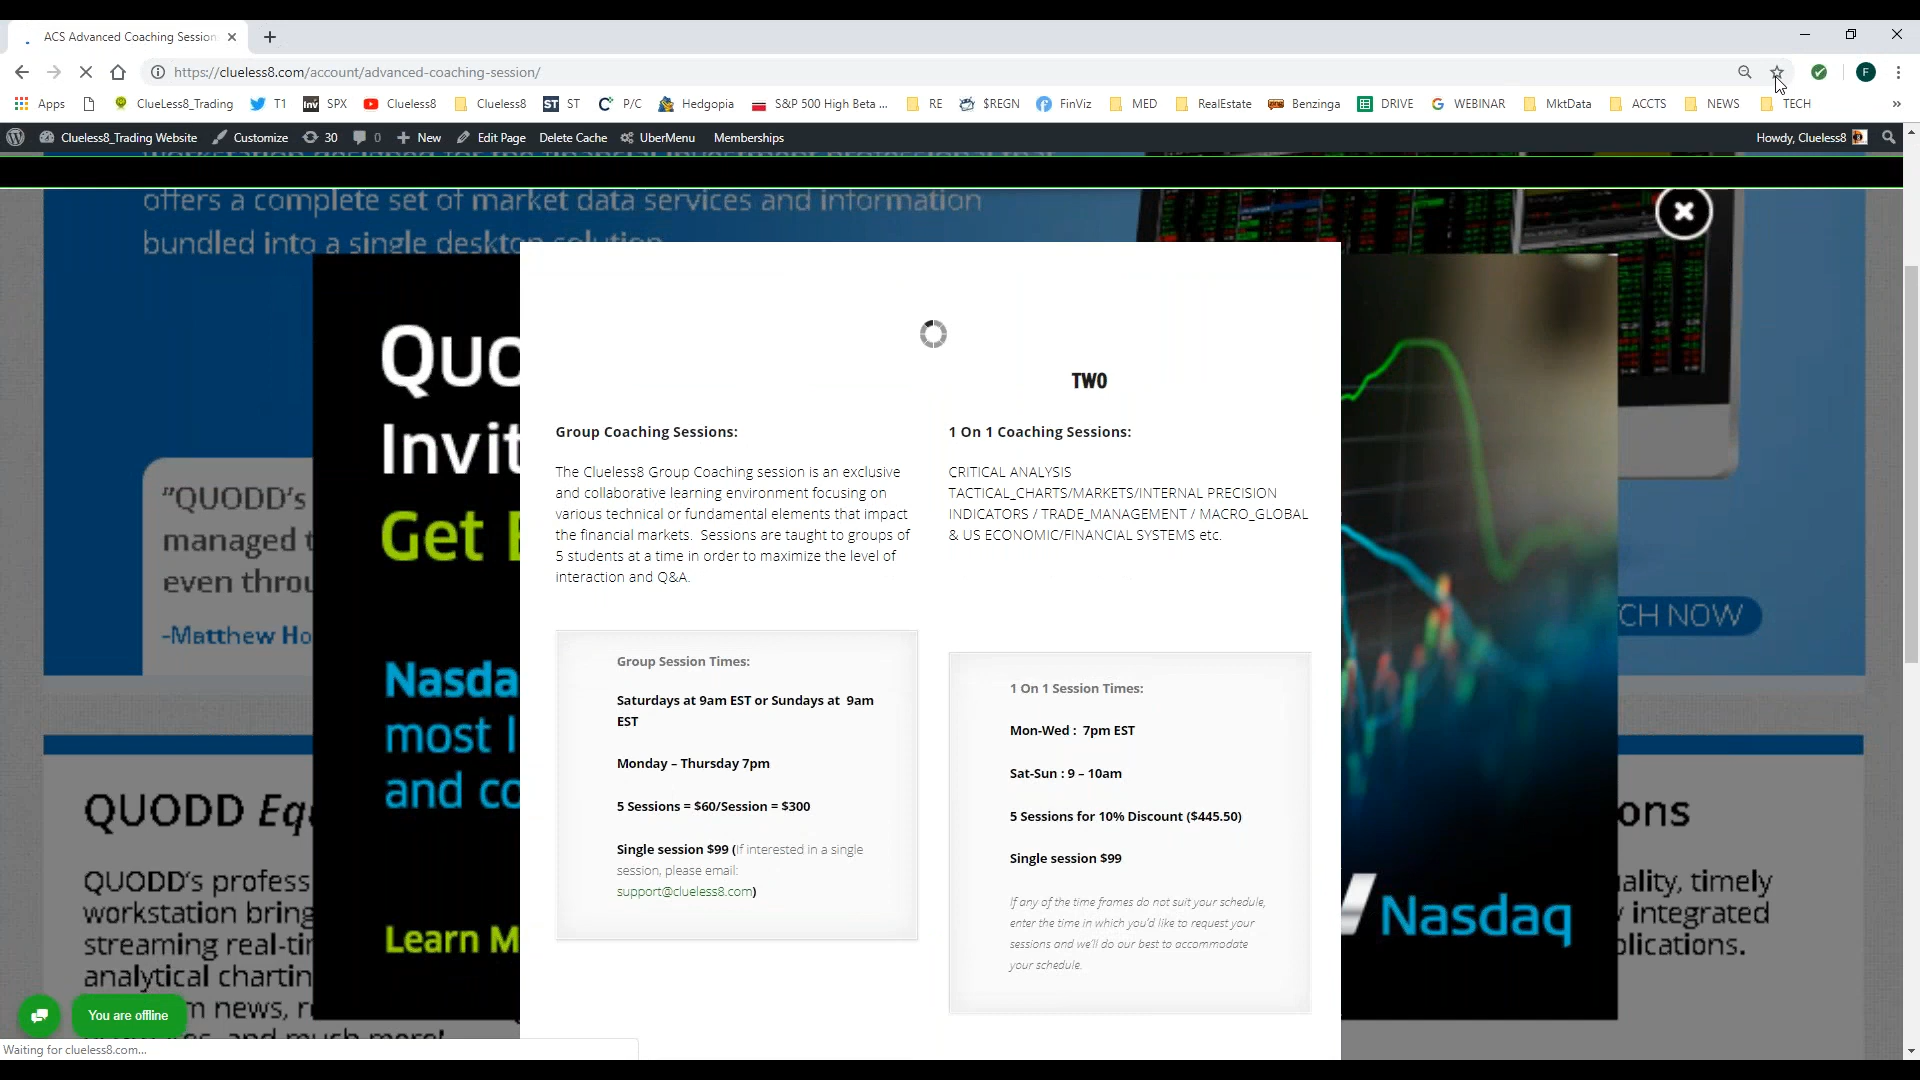 ACS Advanced Coaching Session
https://clueless8.com/account/advanced-coaching-session/
F
Apps ClueLess8_Trading T1 SPX Clueless8 Clueless8 ST P/C Hedgopia S&P 500 High Beta ... RE $REGN FinViz MED RealEstate Benzinga DRIVE WEBINAR MktData ACCTS NEWS TECH »
Clueless8_Trading Website Customize 30 0 New Edit Page Delete Cache UberMenu Memberships Howdy, Clueless8
offers a complete set of market data services and information
bundled into a single desktop solution.
Quo
Invit
Get
TWO
Group Coaching Sessions:
The Clueless8 Group Coaching session is an exclusive
and collaborative learning environment focusing on
various technical or fundamental elements that impact
the financial markets. Sessions are taught to groups of
5 students at a time in order to maximize the level of
interaction and Q&A.
1 On 1 Coaching Sessions:
CRITICAL ANALYSIS
TACTICAL_CHARTS/MARKETS/INTERNAL PRECISION
INDICATORS / TRADE_MANAGEMENT / MACRO_GLOBAL
& US ECONOMIC/FINANCIAL SYSTEMS etc.
Group Session Times:
Saturdays at 9am EST or Sundays at 9am
EST
Monday – Thursday 7pm
5 Sessions = $60/Session = $300
Single session $99 (If interested in a single
session, please email:
support@clueless8.com)
1 On 1 Session Times:
Mon-Wed : 7pm EST
Sat-Sun : 9 – 10am
5 Sessions for 10% Discount ($445.50)
Single session $99
If any of the time frames do not suit your schedule,
enter the time in which you'd like to request your
sessions and we'll do our best to accommodate
your schedule.
"QUODD's
managed
even throu
-Matthew Ho
CH NOW
Nasda
most l
and co
Learn M
Nasdaq
QUODD Equ
QUODD's profess
workstation bring
streaming real-ti
analytical chartin
m news, r
and much more!
ons
ality, timely
integrated
plications.
You are offline
Waiting for clueless8.com...